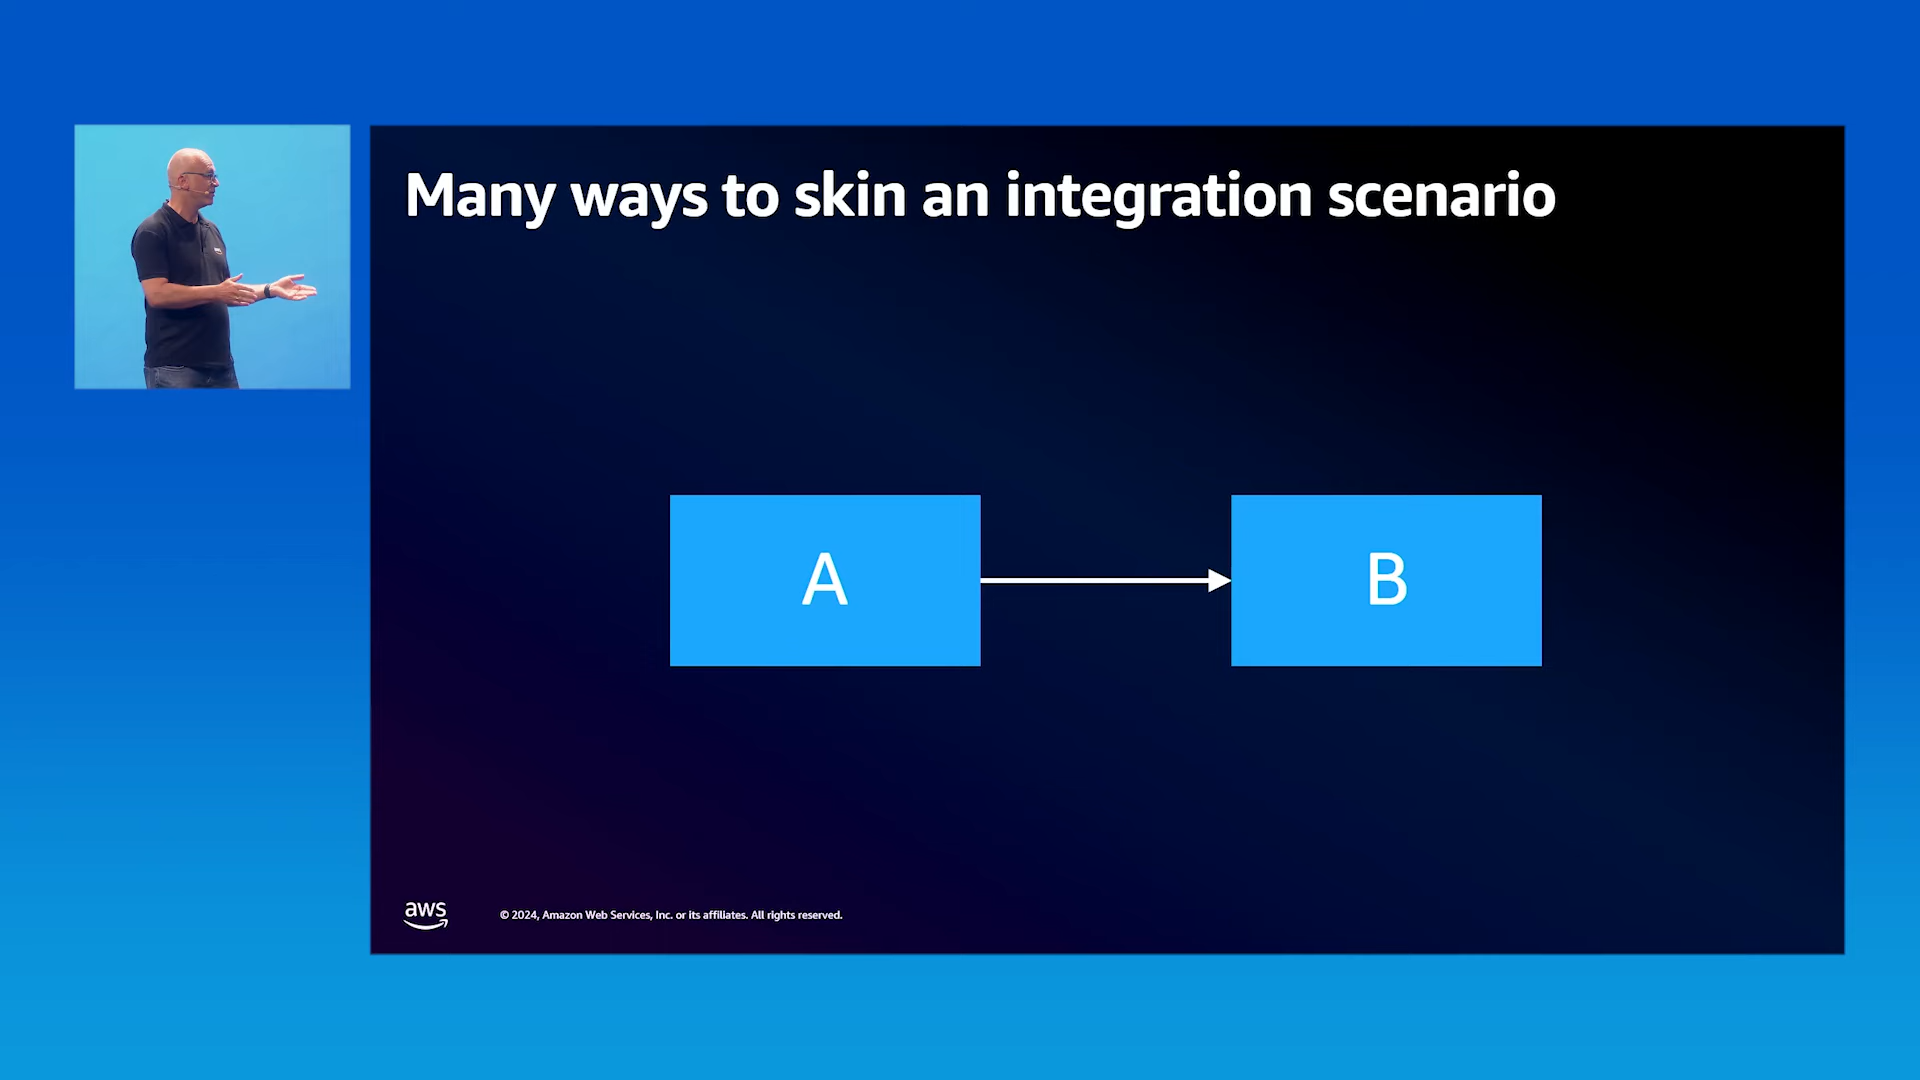 Many ways to skin an integration scenario
A
B
aws
© 2024, Amazon Web Services, Inc. or its affiliates. All rights reserved.